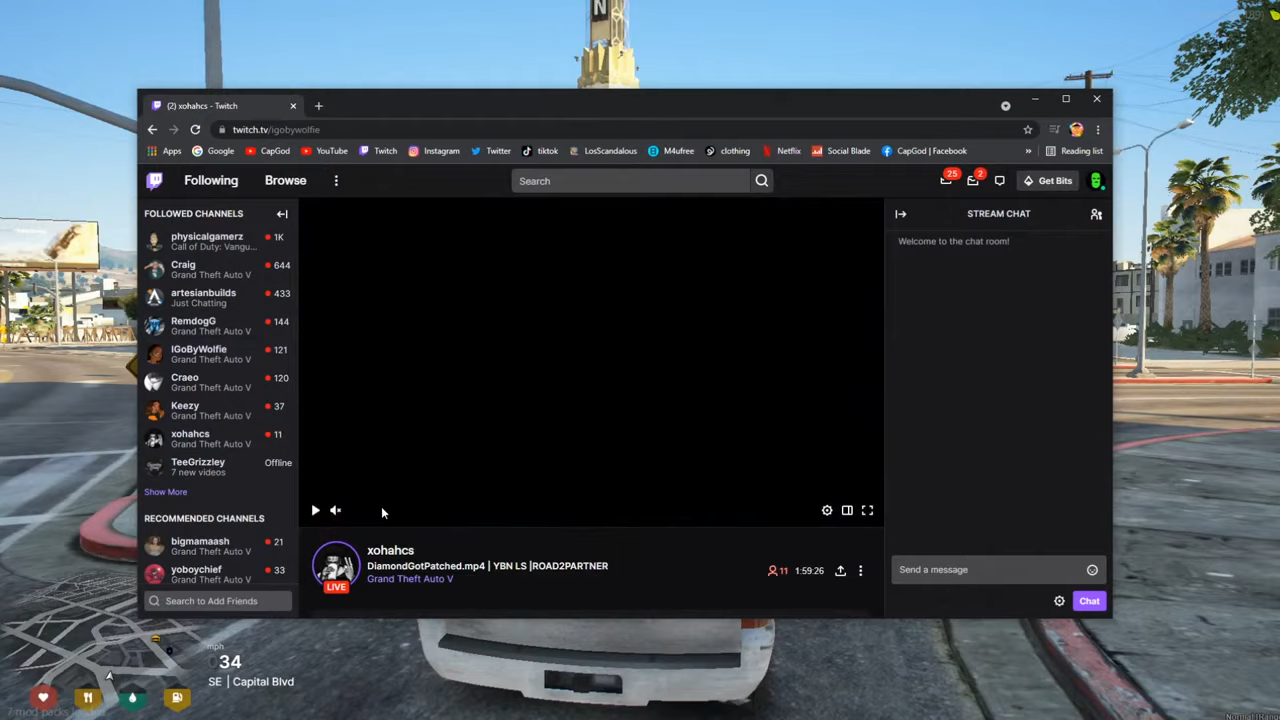 N
(2) xohahcs - Twitch
twitch.tv/igobywolfie
Apps Google CapGod YouTube Twitch Instagram Twitter tiktok LosScandalous M4ufree clothing Netflix Social Blade CapGod | Facebook » Reading list
Following Browse Search 25 2 Get Bits
FOLLOWED CHANNELS
physicalgamerz 1K
Call of Duty: Vangu...
Craig 644
Grand Theft Auto V
artesianbuilds 433
Just Chatting
RemdogG 144
Grand Theft Auto V
IGoByWolfie 121
Grand Theft Auto V
Craeo 120
Grand Theft Auto V
Keezy 37
Grand Theft Auto V
xohahcs 11
Grand Theft Auto V
TeeGrizzley Offline
7 new videos
Show More
RECOMMENDED CHANNELS
bigmamaash 21
Grand Theft Auto V
yoboychief 33
Search to Add Friends
xohahcs
DiamondGotPatched.mp4 | YBN LS |ROAD2PARTNER
Grand Theft Auto V
LIVE
11 1:59:26
STREAM CHAT
Welcome to the chat room!
Send a message
Chat
mph
34
SE | Capital Blvd